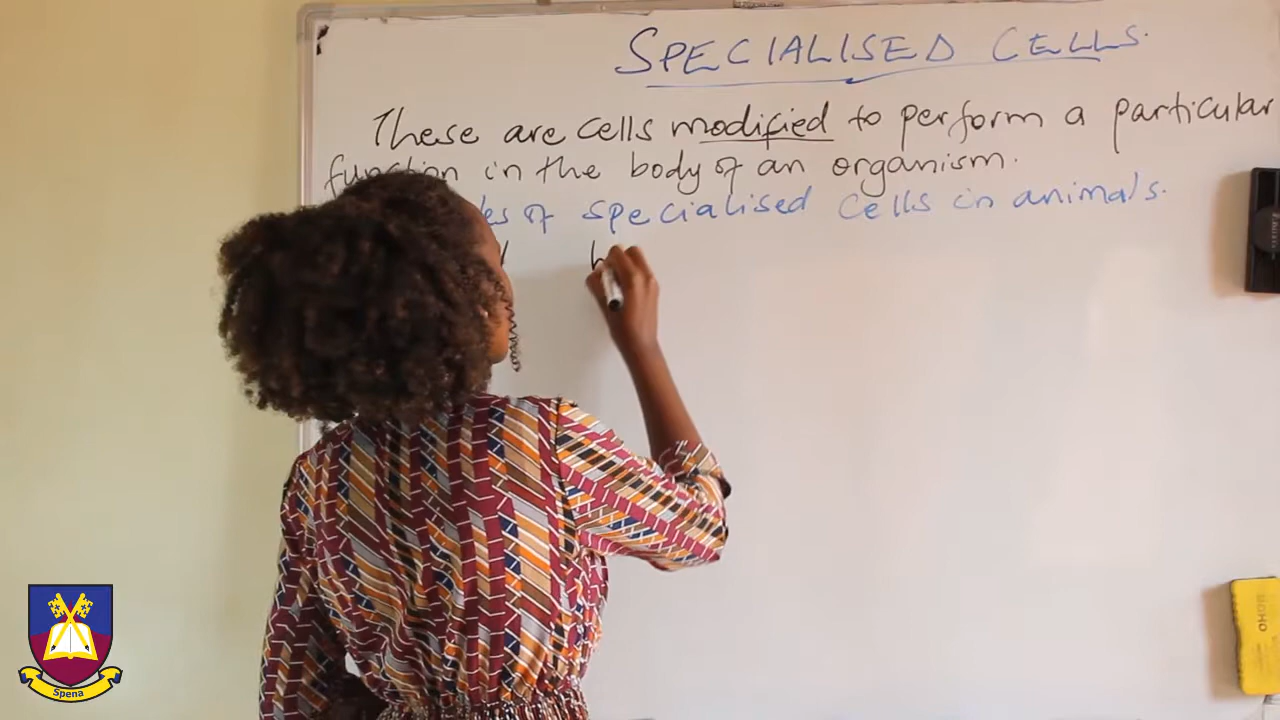 SPECIALISED CELLS.
These are cells modified to perform a particular
function in the body of an organism.
of specialised cells in animals.
Spena